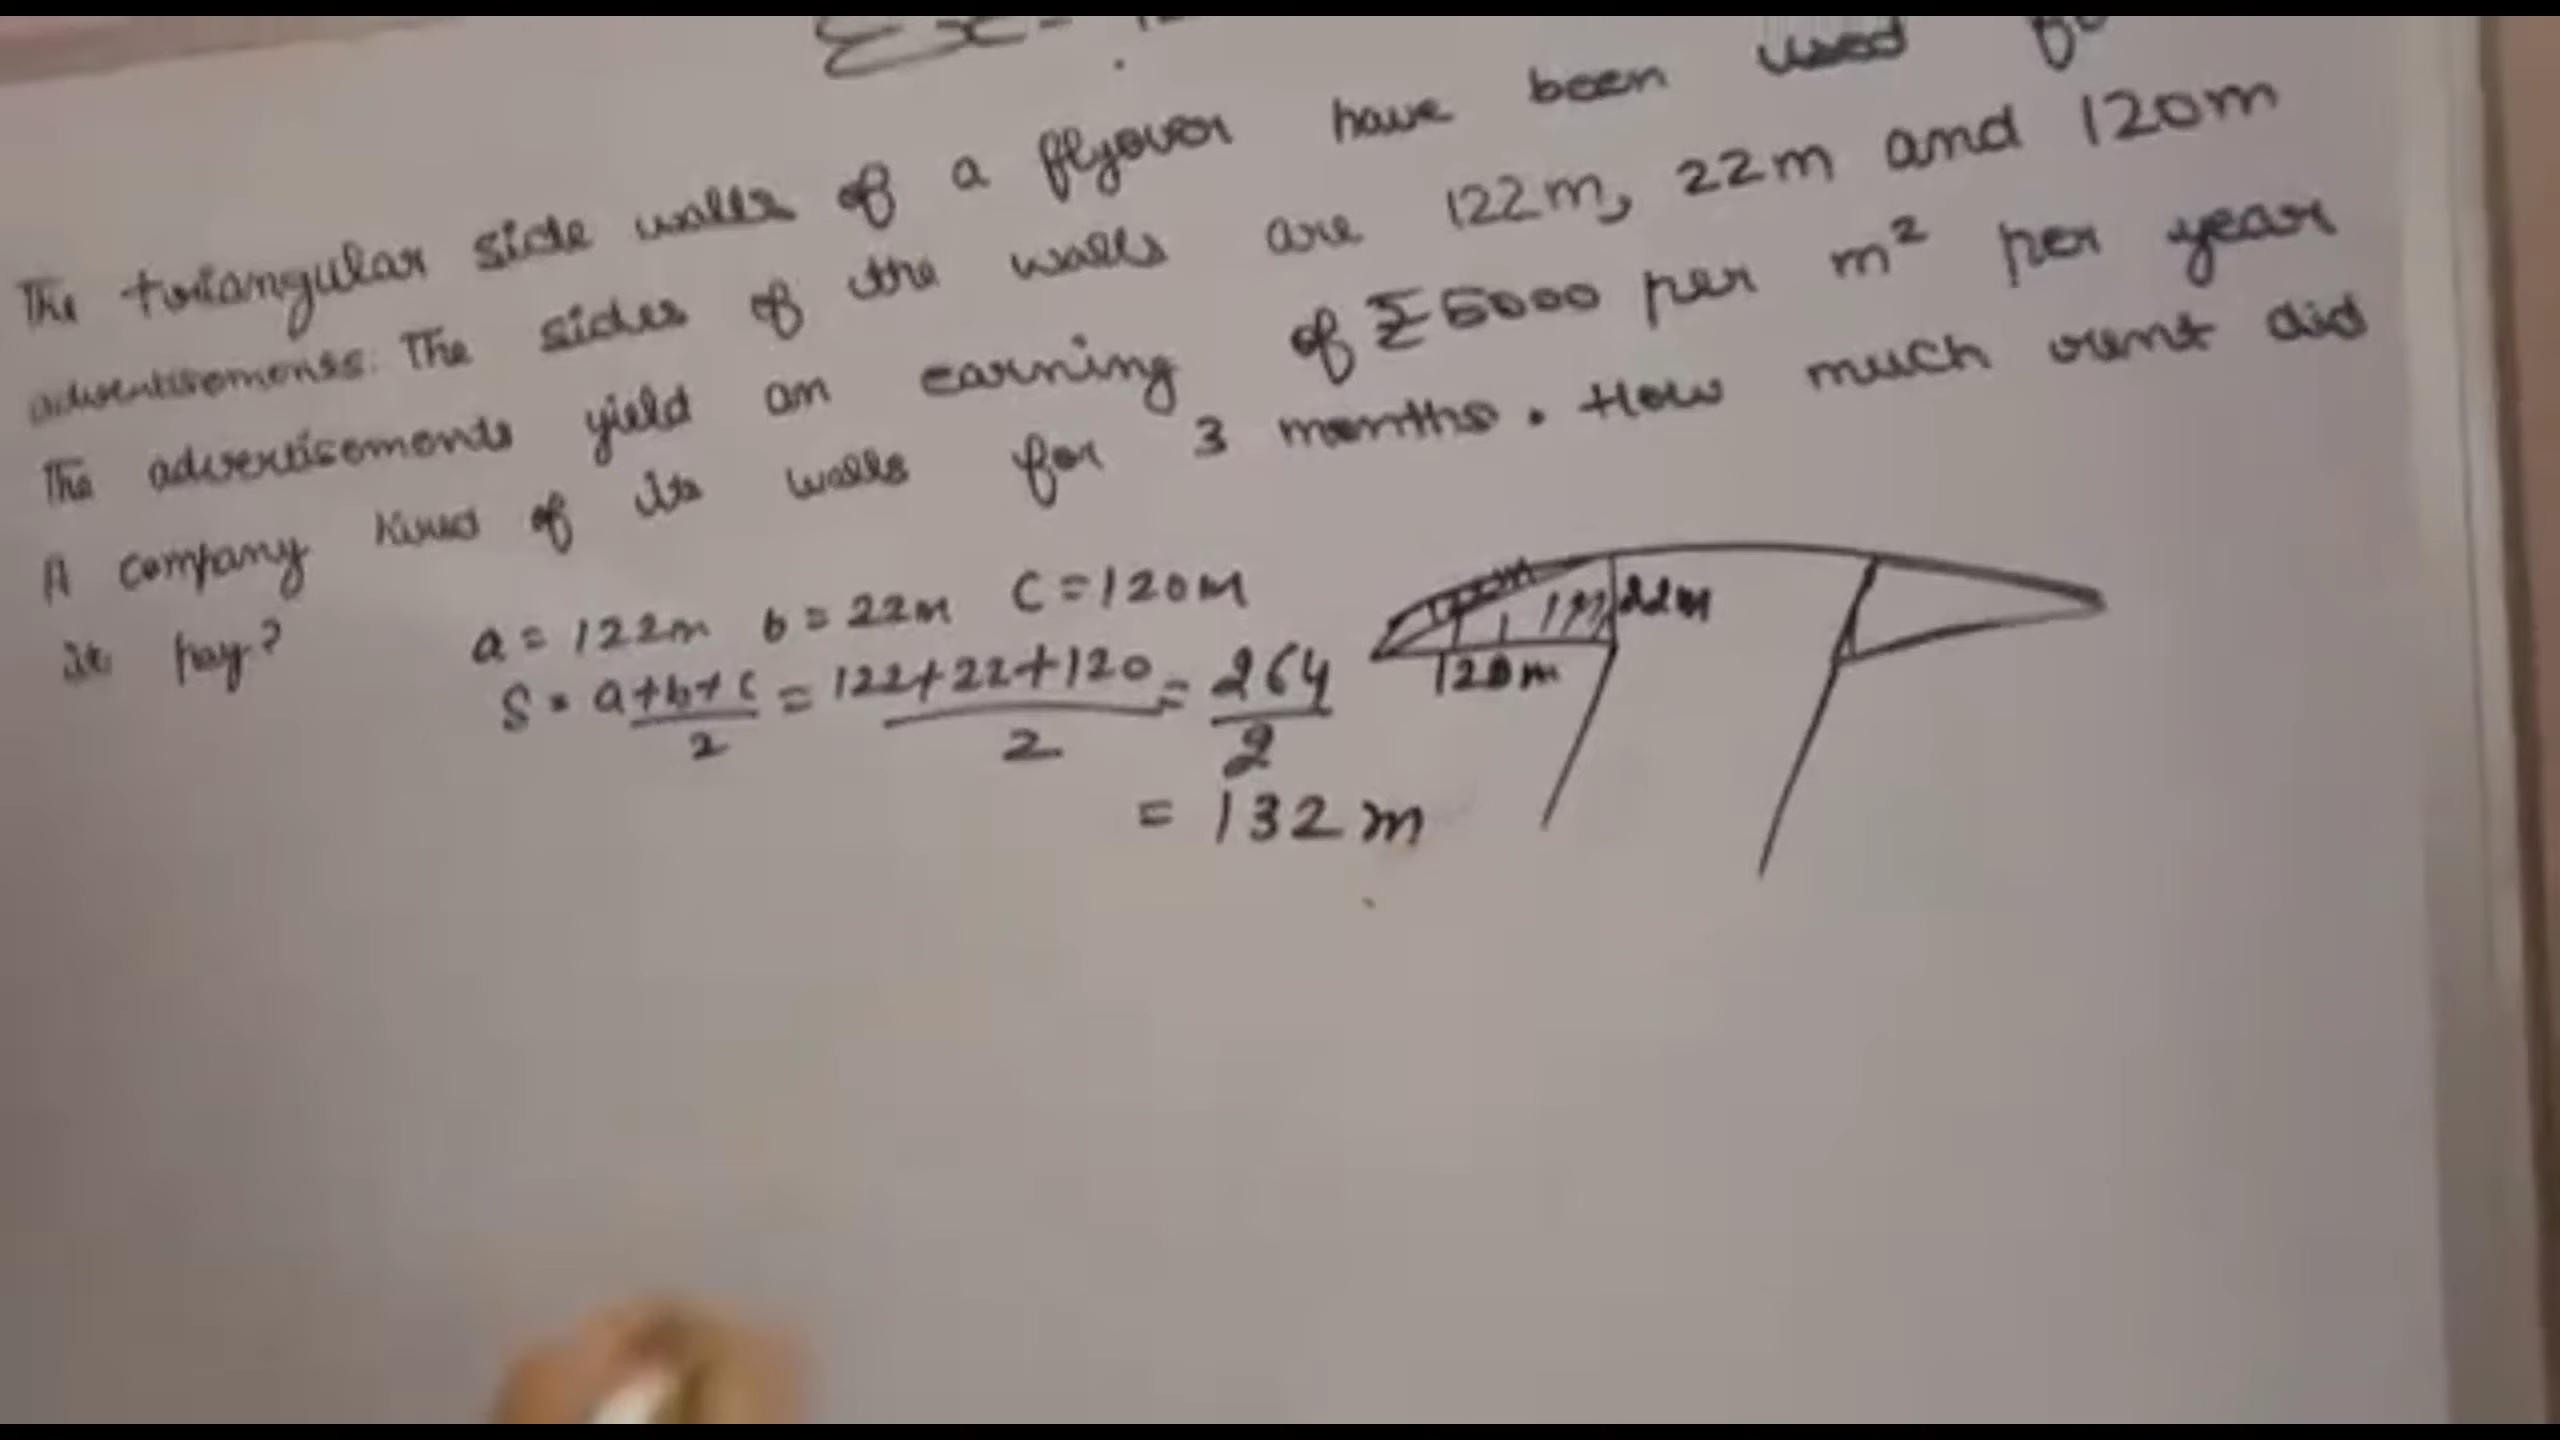 The triangular side walls of a flyover have been used
advertisements. The sides of the walls are 122m, 22m and 120m
The advertisements yield an earning of ₹ 5000 per m² per year
A company hired of its walls for 3 months. How much rent did
it pay?
a = 122m b = 22m c = 120m
S = a+b+c/2 = 122+22+120/2 = 264/2
= 132 m
22m
120m